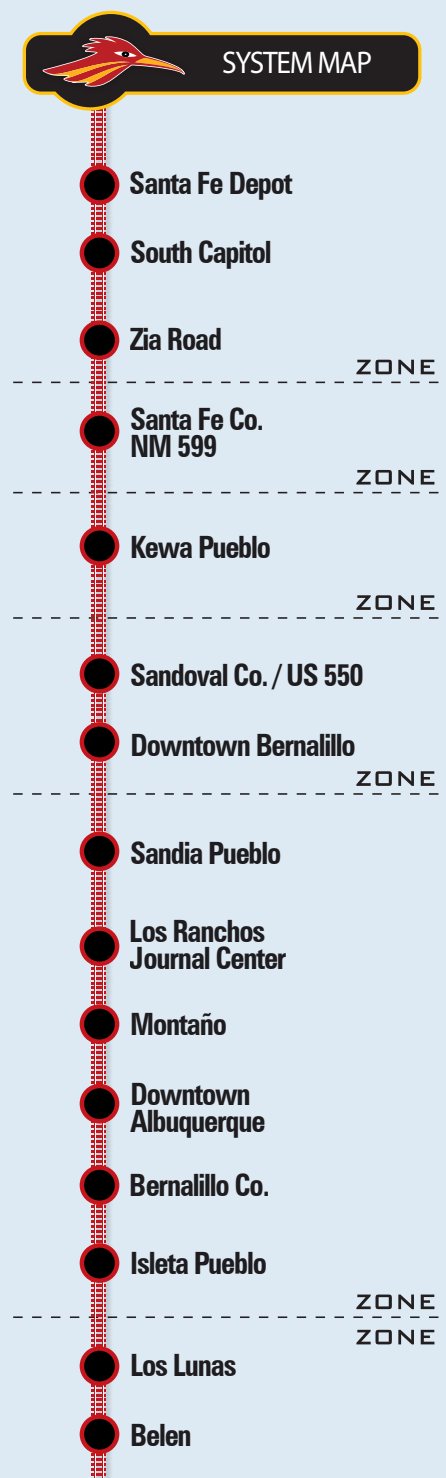 SYSTEM MAP
Santa Fe Depot
South Capitol
Zia Road
ZONE
Santa Fe Co.
NM 599
ZONE
Kewa Pueblo
ZONE
Sandoval Co. / US 550
Downtown Bernalillo
ZONE
Sandia Pueblo
Los Ranchos
Journal Center
Montaño
Downtown
Albuquerque
Bernalillo Co.
Isleta Pueblo
ZONE
ZONE
Los Lunas
Belen